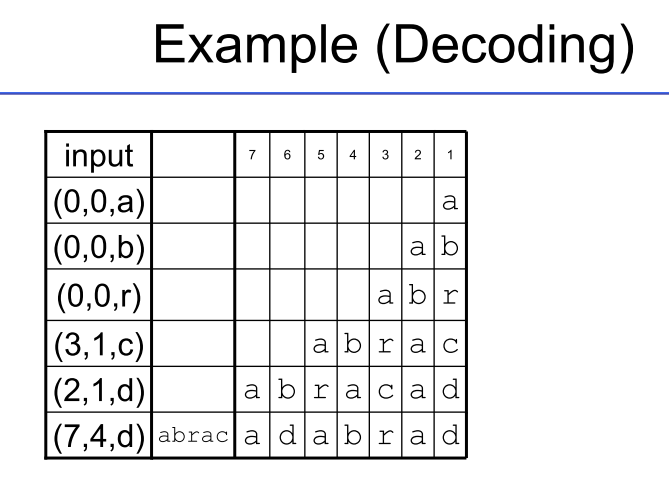 Example (Decoding)
input 7 6 5 4 3 2 1
(0,0,a) a
(0,0,b) a b
(0,0,r) a b r
(3,1,c) a b r a c
(2,1,d) a b r a c a d
(7,4,d) abrac a d a b r a d